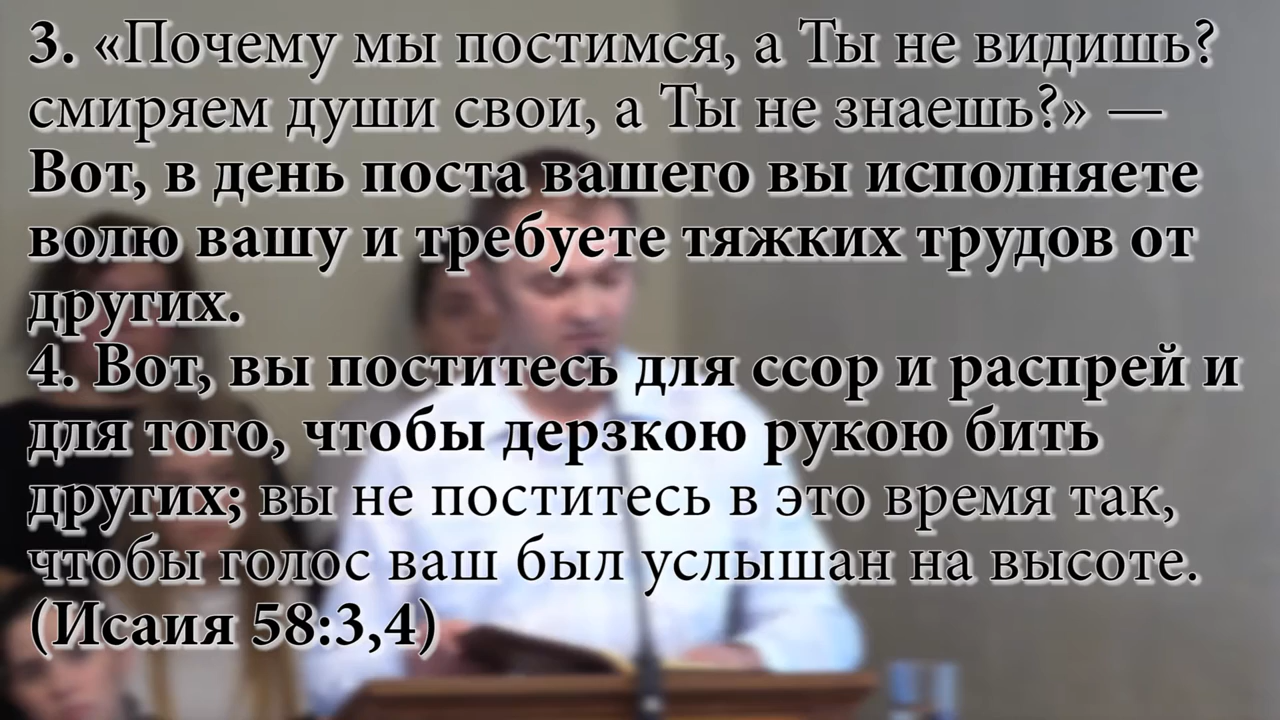 3. «Почему мы постимся, а Ты не видишь?
смиряем души свои, а Ты не знаешь?» —
Вот, в день поста вашего вы исполняете
волю вашу и требуете тяжких трудов от
других.
4. Вот, вы поститесь для ссор и распрей и
для того, чтобы дерзкою рукою бить
других; вы не поститесь в это время так,
чтобы голос ваш был услышан на высоте.
(Исаия 58:3,4)